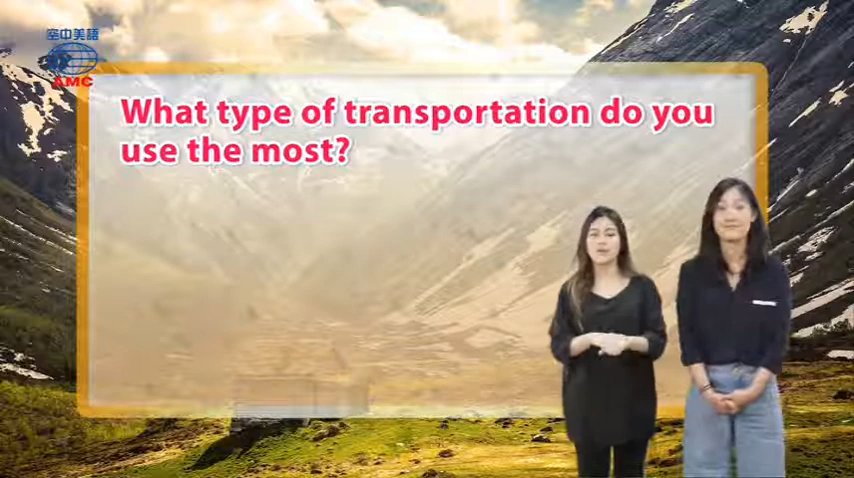 空中美語
AMC
What type of transportation do you
use the most?